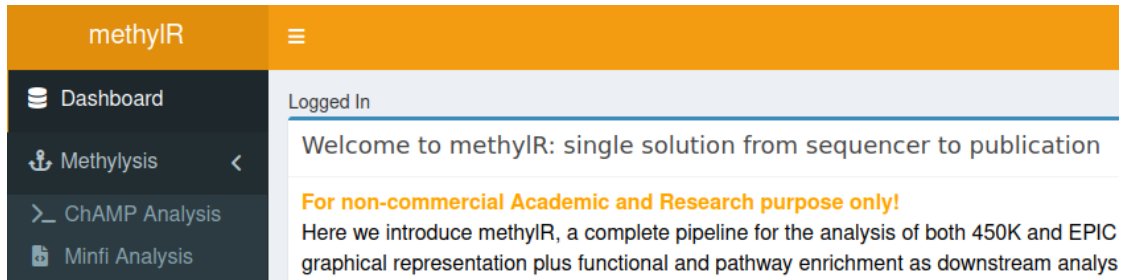 methylR
Dashboard
Methylysis
ChAMP Analysis
Minfi Analysis
Logged In
Welcome to methylR: single solution from sequencer to publication
For non-commercial Academic and Research purpose only!
Here we introduce methylR, a complete pipeline for the analysis of both 450K and EPIC
graphical representation plus functional and pathway enrichment as downstream analys